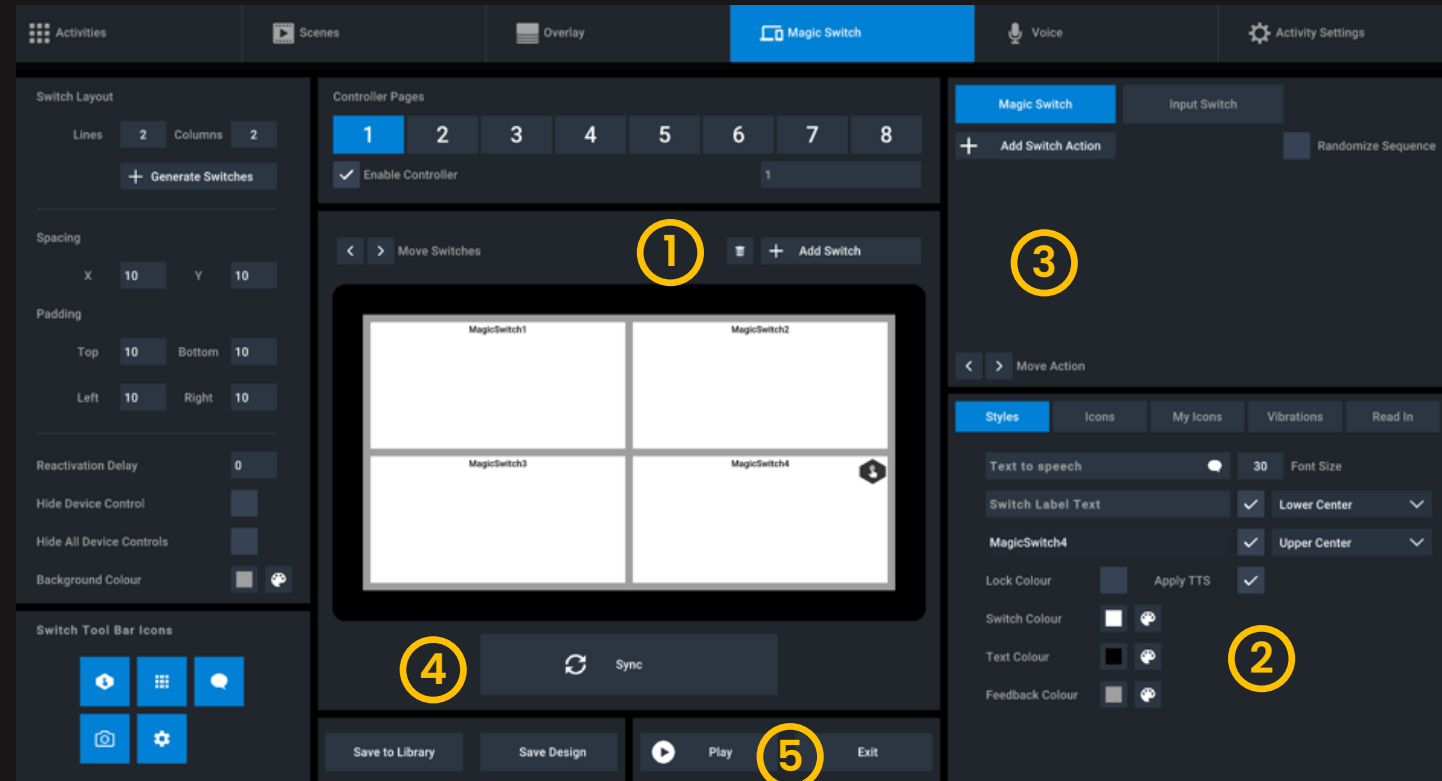 Activities
Scenes
Overlay
Magic Switch
Voice
Activity Settings
Switch Layout
Lines 2 Columns 2
Generate Switches
Spacing
X 10 Y 10
Padding
Top 10 Bottom 10
Left 10 Right 10
Reactivation Delay 0
Hide Device Control
Hide All Device Controls
Background Colour
Switch Tool Bar Icons
Controller Pages
1 2 3 4 5 6 7 8
Enable Controller 1
Move Switches
1
Add Switch
MagicSwitch1 MagicSwitch2
MagicSwitch3 MagicSwitch4
4
Sync
Save to Library
Save Design
Play
5
Exit
Magic Switch
Input Switch
Add Switch Action
Randomize Sequence
3
Move Action
Styles
Icons
My Icons
Vibrations
Read In
Text to speech 30 Font Size
Switch Label Text Lower Center
MagicSwitch4 Upper Center
Lock Colour Apply TTS
Switch Colour
Text Colour
2
Feedback Colour